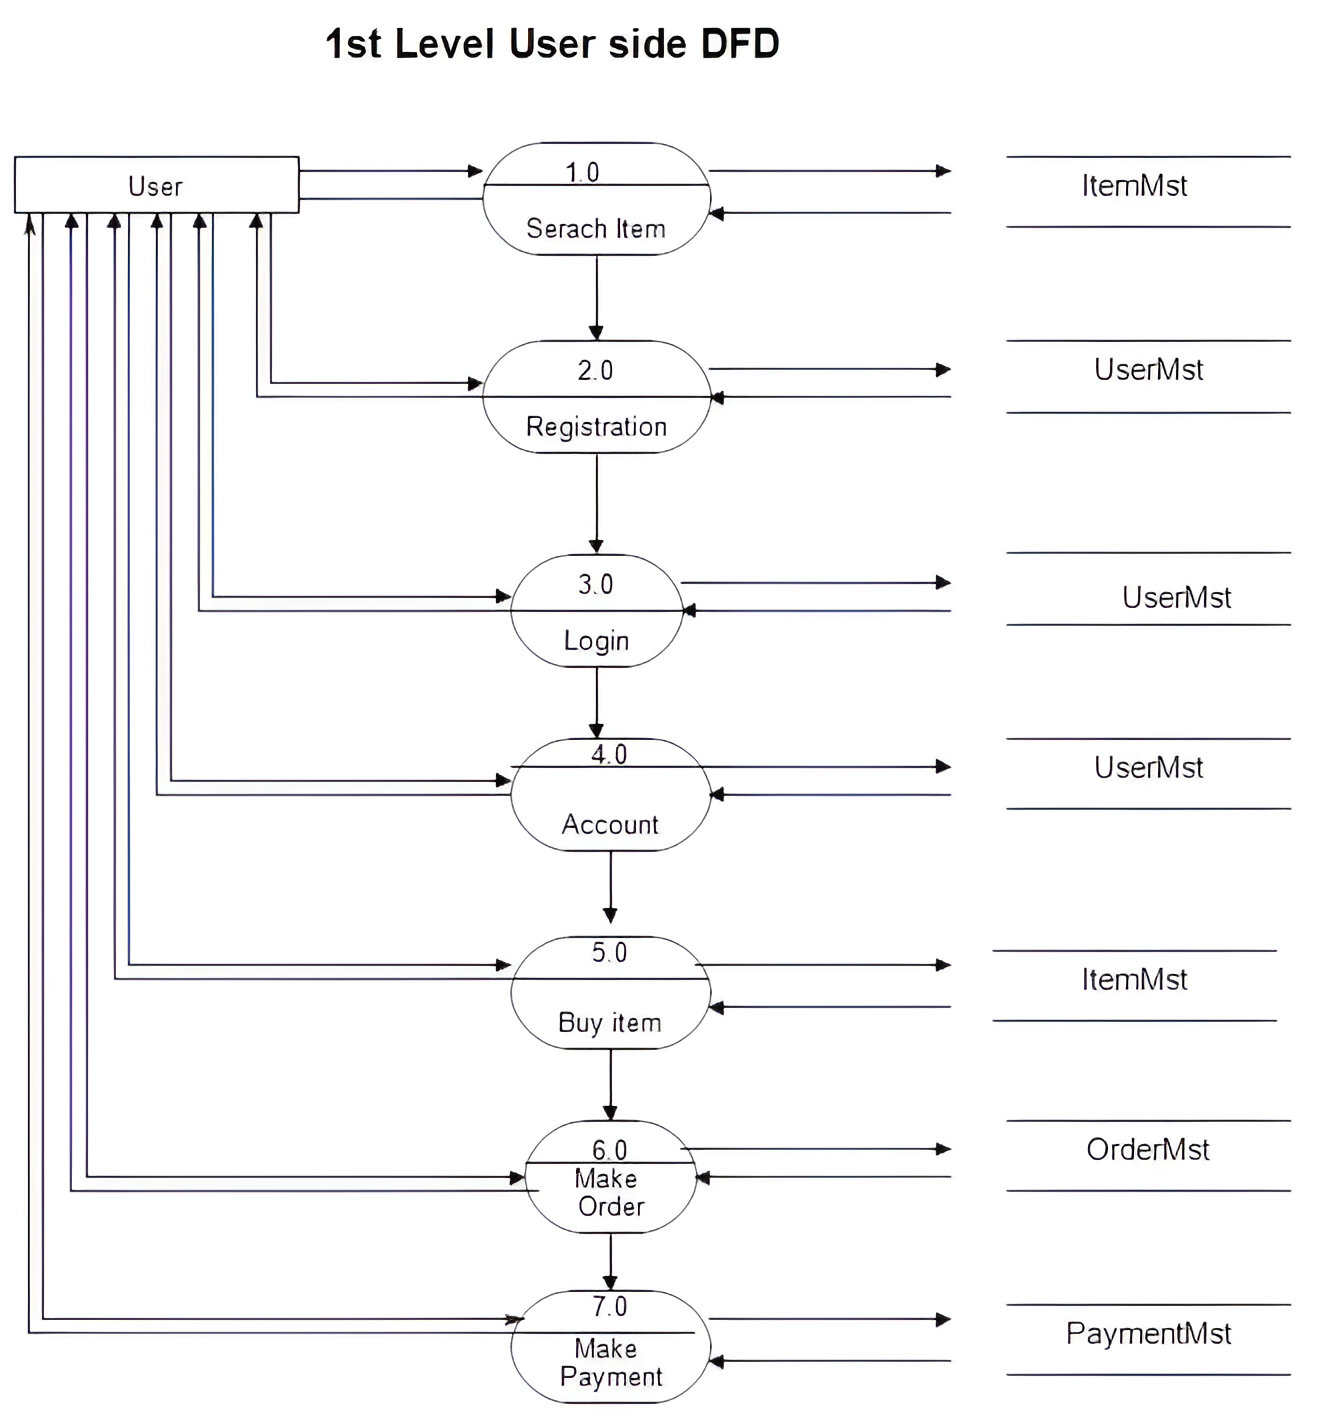 1st Level User side DFD
User
1.0
Serach Item
ItemMst
2.0
Registration
UserMst
3.0
Login
UserMst
4.0
Account
UserMst
5.0
Buy item
ItemMst
6.0
Make
Order
OrderMst
7.0
Make
Payment
PaymentMst